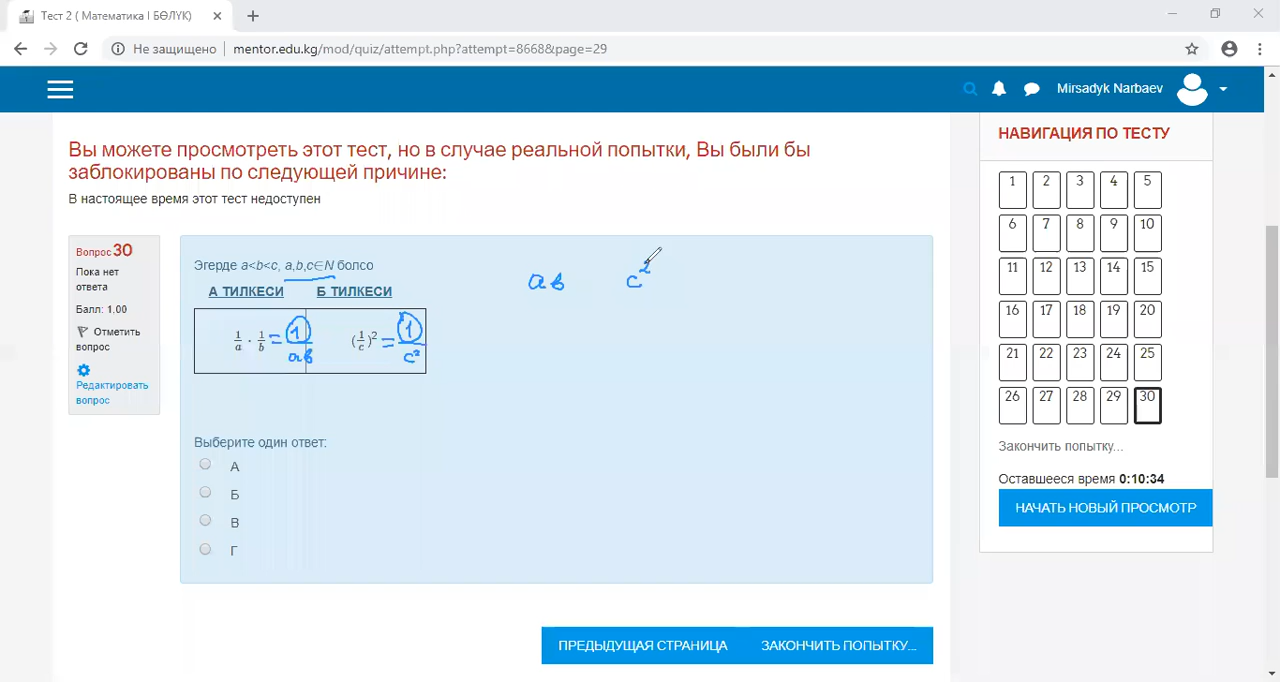 Тест 2 ( Математика I БӨЛҮК)
Не защищено
mentor.edu.kg/mod/quiz/attempt.php?attempt=8668&page=29
Mirsadyk Narbaev
Вы можете просмотреть этот тест, но в случае реальной попытки, Вы были бы
заблокированы по следующей причине:
В настоящее время этот тест недоступен
Вопрос 30
Пока нет
ответа
Балл: 1,00
Отметить
вопрос
Редактировать
вопрос
Эгерде a<b<c, a,b,c∈N болсо
А ТИЛКЕСИ Б ТИЛКЕСИ
1/a · 1/b = 1/ab (1/c)² = 1/c²
ab c²
Выберите один ответ:
А
Б
В
Г
ПРЕДЫДУЩАЯ СТРАНИЦА
ЗАКОНЧИТЬ ПОПЫТКУ...
НАВИГАЦИЯ ПО ТЕСТУ
1 2 3 4 5
6 7 8 9 10
11 12 13 14 15
16 17 18 19 20
21 22 23 24 25
26 27 28 29 30
Закончить попытку...
Оставшееся время 0:10:34
НАЧАТЬ НОВЫЙ ПРОСМОТР